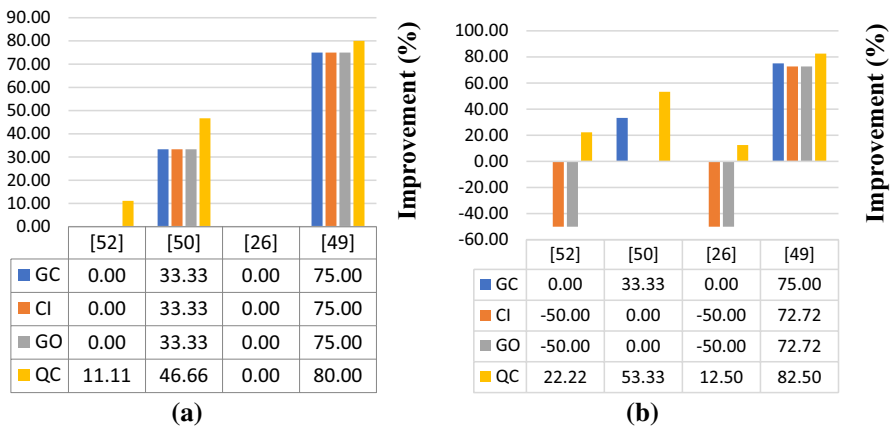 90.00
80.00
70.00
60.00
50.00
40.00
30.00
20.00
10.00
0.00
[52] [50] [26] [49]
GC 0.00 33.33 0.00 75.00
CI 0.00 33.33 0.00 75.00
GO 0.00 33.33 0.00 75.00
QC 11.11 46.66 0.00 80.00
(a)
Improvement (%)
100.00
80.00
60.00
40.00
20.00
0.00
-20.00
-40.00
-60.00
[52] [50] [26] [49]
GC 0.00 33.33 0.00 75.00
CI -50.00 0.00 -50.00 72.72
GO -50.00 0.00 -50.00 72.72
QC 22.22 53.33 12.50 82.50
(b)
Improvement (%)